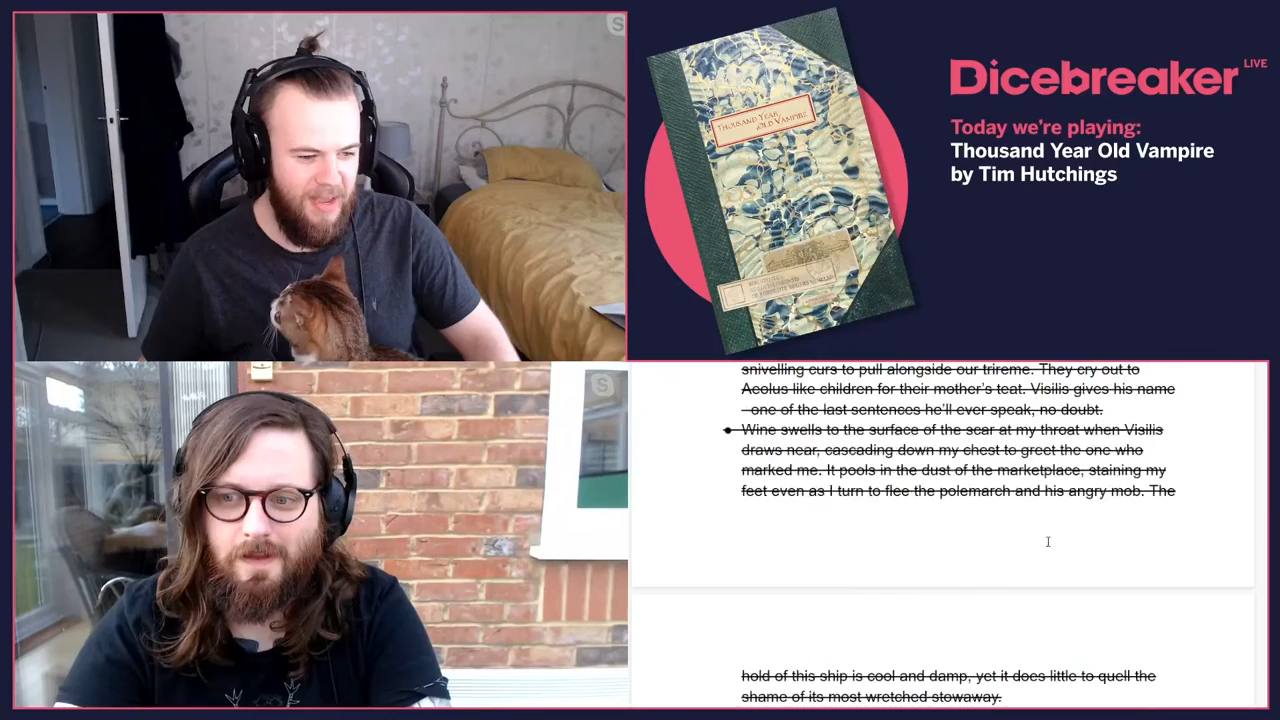 Dicebreaker LIVE
Today we're playing:
Thousand Year Old Vampire
by Tim Hutchings
THOUSAND YEAR
OLD VAMPIRE
S
S
snivelling curs to pull alongside our trireme. They cry out to
Aeolus like children for their mother's teat. Visilis gives his name
–one of the last sentences he'll ever speak, no doubt.
● Wine swells to the surface of the scar at my throat when Visilis
draws near, cascading down my chest to greet the one who
marked me. It pools in the dust of the marketplace, staining my
feet even as I turn to flee the polemarch and his angry mob. The
hold of this ship is cool and damp, yet it does little to quell the
shame of its most wretched stowaway.